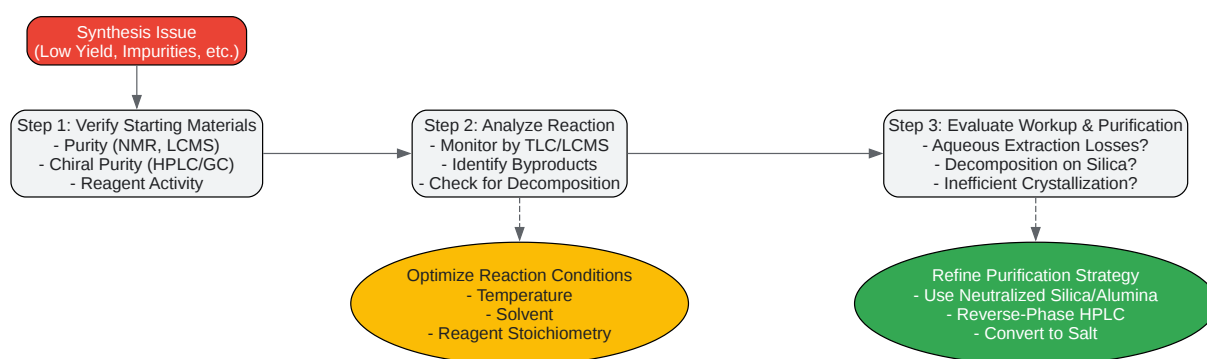 Synthesis Issue
(Low Yield, Impurities, etc.)
Step 1: Verify Starting Materials
- Purity (NMR, LCMS)
- Chiral Purity (HPLC/GC)
- Reagent Activity
Step 2: Analyze Reaction
- Monitor by TLC/LCMS
- Identify Byproducts
- Check for Decomposition
Step 3: Evaluate Workup & Purification
- Aqueous Extraction Losses?
- Decomposition on Silica?
- Inefficient Crystallization?
Optimize Reaction Conditions
- Temperature
- Solvent
- Reagent Stoichiometry
Refine Purification Strategy
- Use Neutralized Silica/Alumina
- Reverse-Phase HPLC
- Convert to Salt